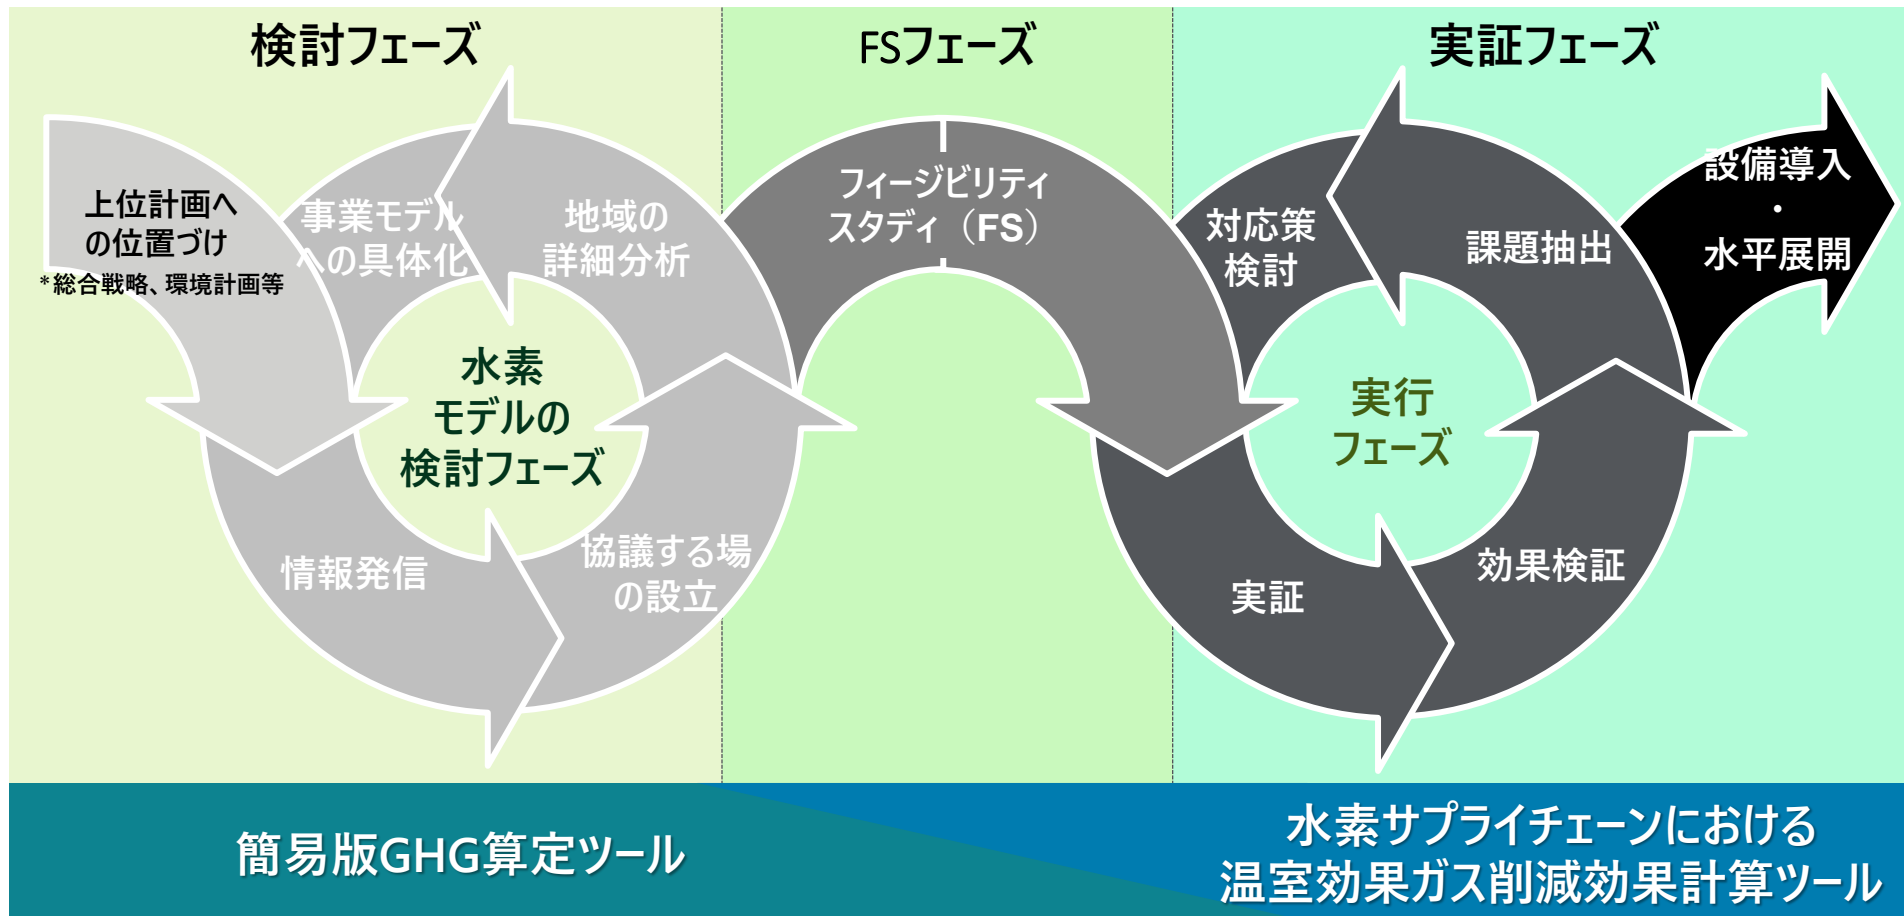 検討フェーズ
FSフェーズ
実証フェーズ
上位計画へ
の位置づけ
*総合戦略、環境計画等
事業モデル
への具体化
地域の
詳細分析
水素
モデルの
検討フェーズ
情報発信
協議する場
の設立
フィージビリティ
スタディ（FS）
対応策
検討
課題抽出
実行
フェーズ
実証
効果検証
設備導入
・
水平展開
簡易版GHG算定ツール
水素サプライチェーンにおける
温室効果ガス削減効果計算ツール